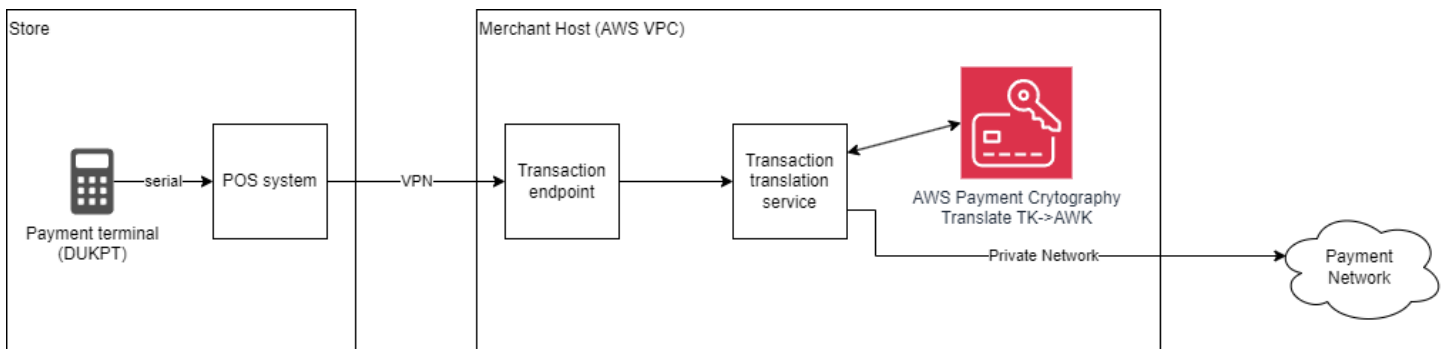 Store
Merchant Host (AWS VPC)
serial
POS system
VPN
Transaction
endpoint
Transaction
translation
service
Payment terminal
(DUKPT)
AWS Payment Crytography
Translate TK->AWK
Private Network
Payment
Network